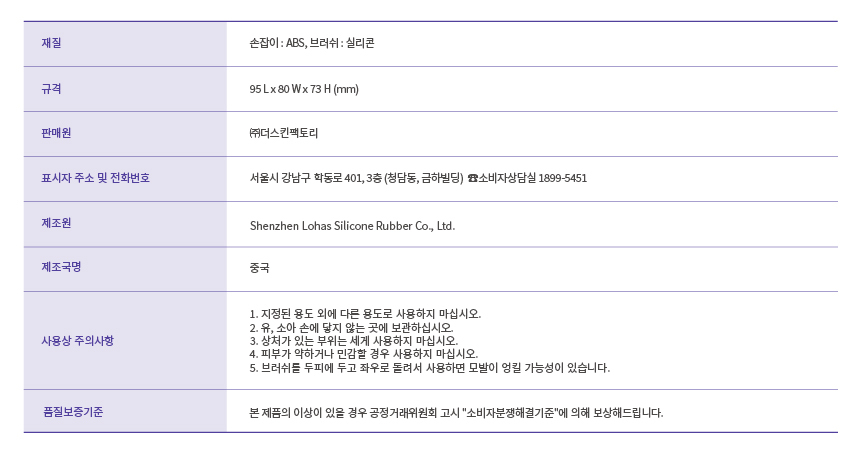 재질 손잡이 : ABS, 브러쉬 : 실리콘
규격 95 L x 80 W x 73 H (mm)
판매원 ㈜더스킨팩토리
표시자 주소 및 전화번호 서울시 강남구 학동로 401, 3층 (청담동, 금하빌딩) ☎소비자상담실 1899-5451
제조원 Shenzhen Lohas Silicone Rubber Co., Ltd.
제조국명 중국
사용상 주의사항
1. 지정된 용도 외에 다른 용도로 사용하지 마십시오.
2. 유, 소아 손에 닿지 않는 곳에 보관하십시오.
3. 상처가 있는 부위는 세게 사용하지 마십시오.
4. 피부가 약하거나 민감할 경우 사용하지 마십시오.
5. 브러쉬를 두피에 두고 좌우로 돌려서 사용하면 모발이 엉킬 가능성이 있습니다.
품질보증기준 본 제품의 이상이 있을 경우 공정거래위원회 고시 "소비자분쟁해결기준"에 의해 보상해드립니다.